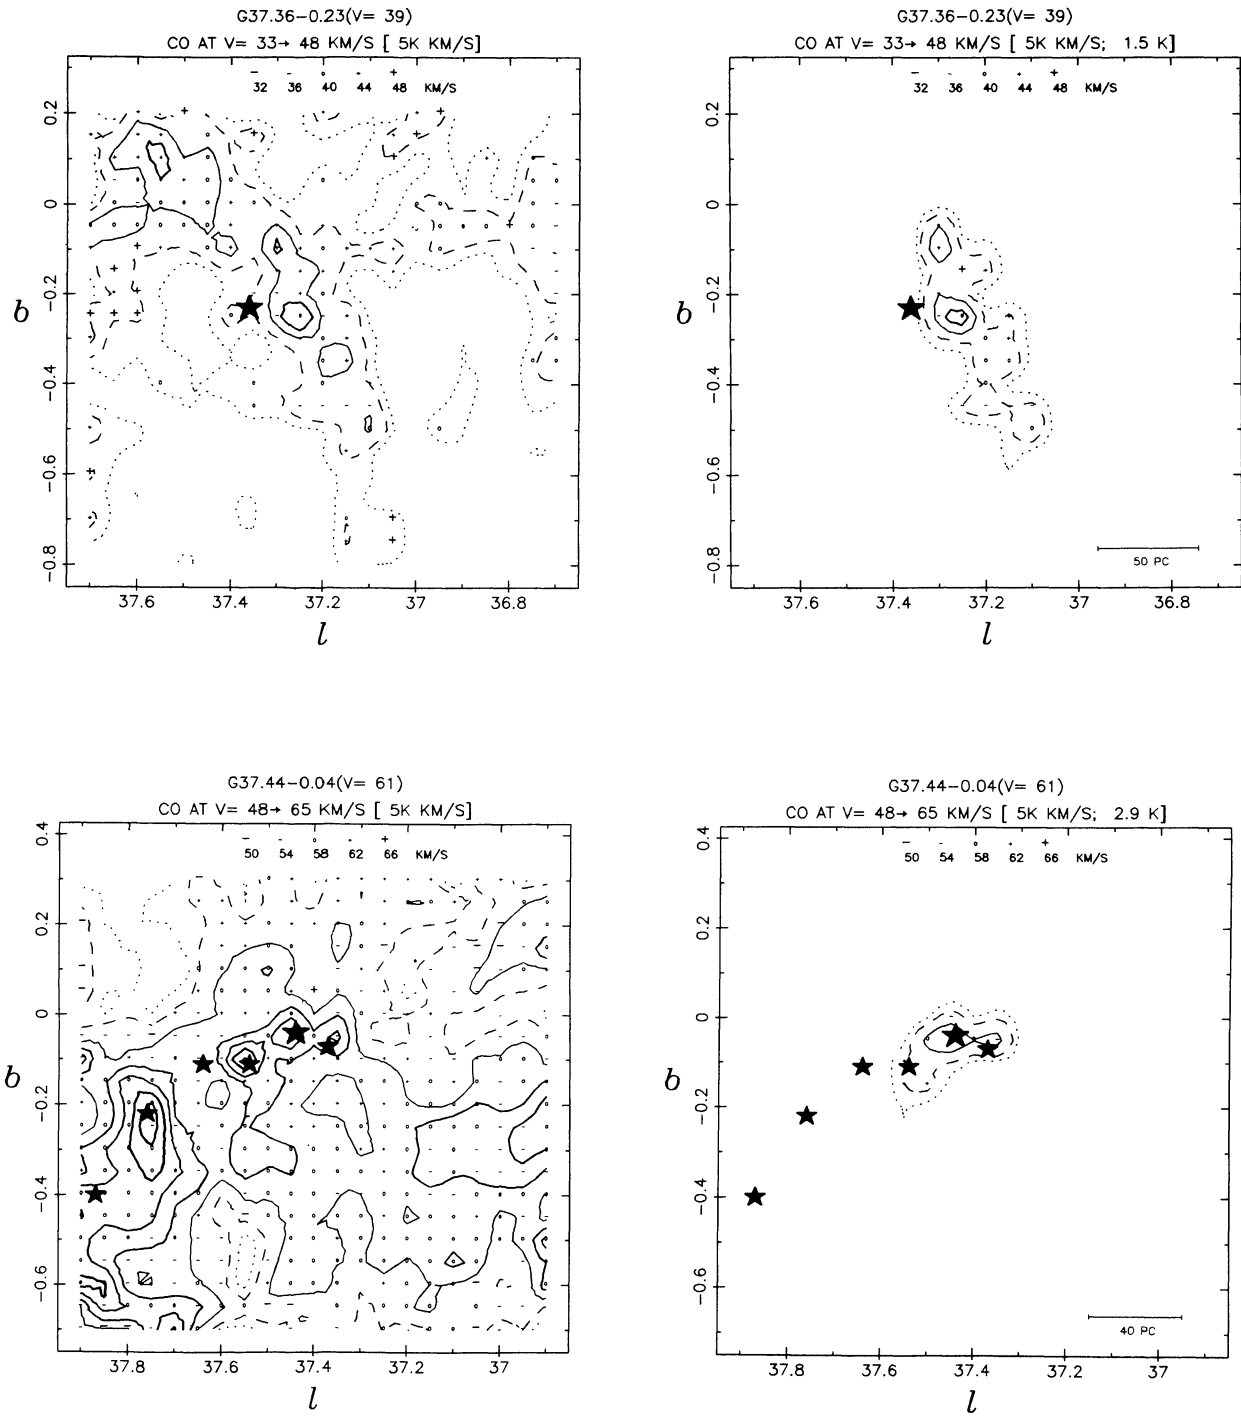 G37.36−0.23(V= 39)
CO AT V= 33→ 48 KM/S [ 5K KM/S]
32 36 40 44 48 KM/S
0.2
0
−0.2
−0.4
−0.6
−0.8
b
37.6 37.4 37.2 37 36.8
l
G37.36−0.23(V= 39)
CO AT V= 33→ 48 KM/S [ 5K KM/S; 1.5 K]
32 36 40 44 48 KM/S
0.2
0
−0.2
−0.4
−0.6
−0.8
b
50 PC
37.6 37.4 37.2 37 36.8
l
G37.44−0.04(V= 61)
CO AT V= 48→ 65 KM/S [ 5K KM/S]
50 54 58 62 66 KM/S
0.4
0.2
0
−0.2
−0.4
−0.6
b
37.8 37.6 37.4 37.2 37
l
G37.44−0.04(V= 61)
CO AT V= 48→ 65 KM/S [ 5K KM/S; 2.9 K]
50 54 58 62 66 KM/S
0.4
0.2
0
−0.2
−0.4
−0.6
b
40 PC
37.8 37.6 37.4 37.2 37
l